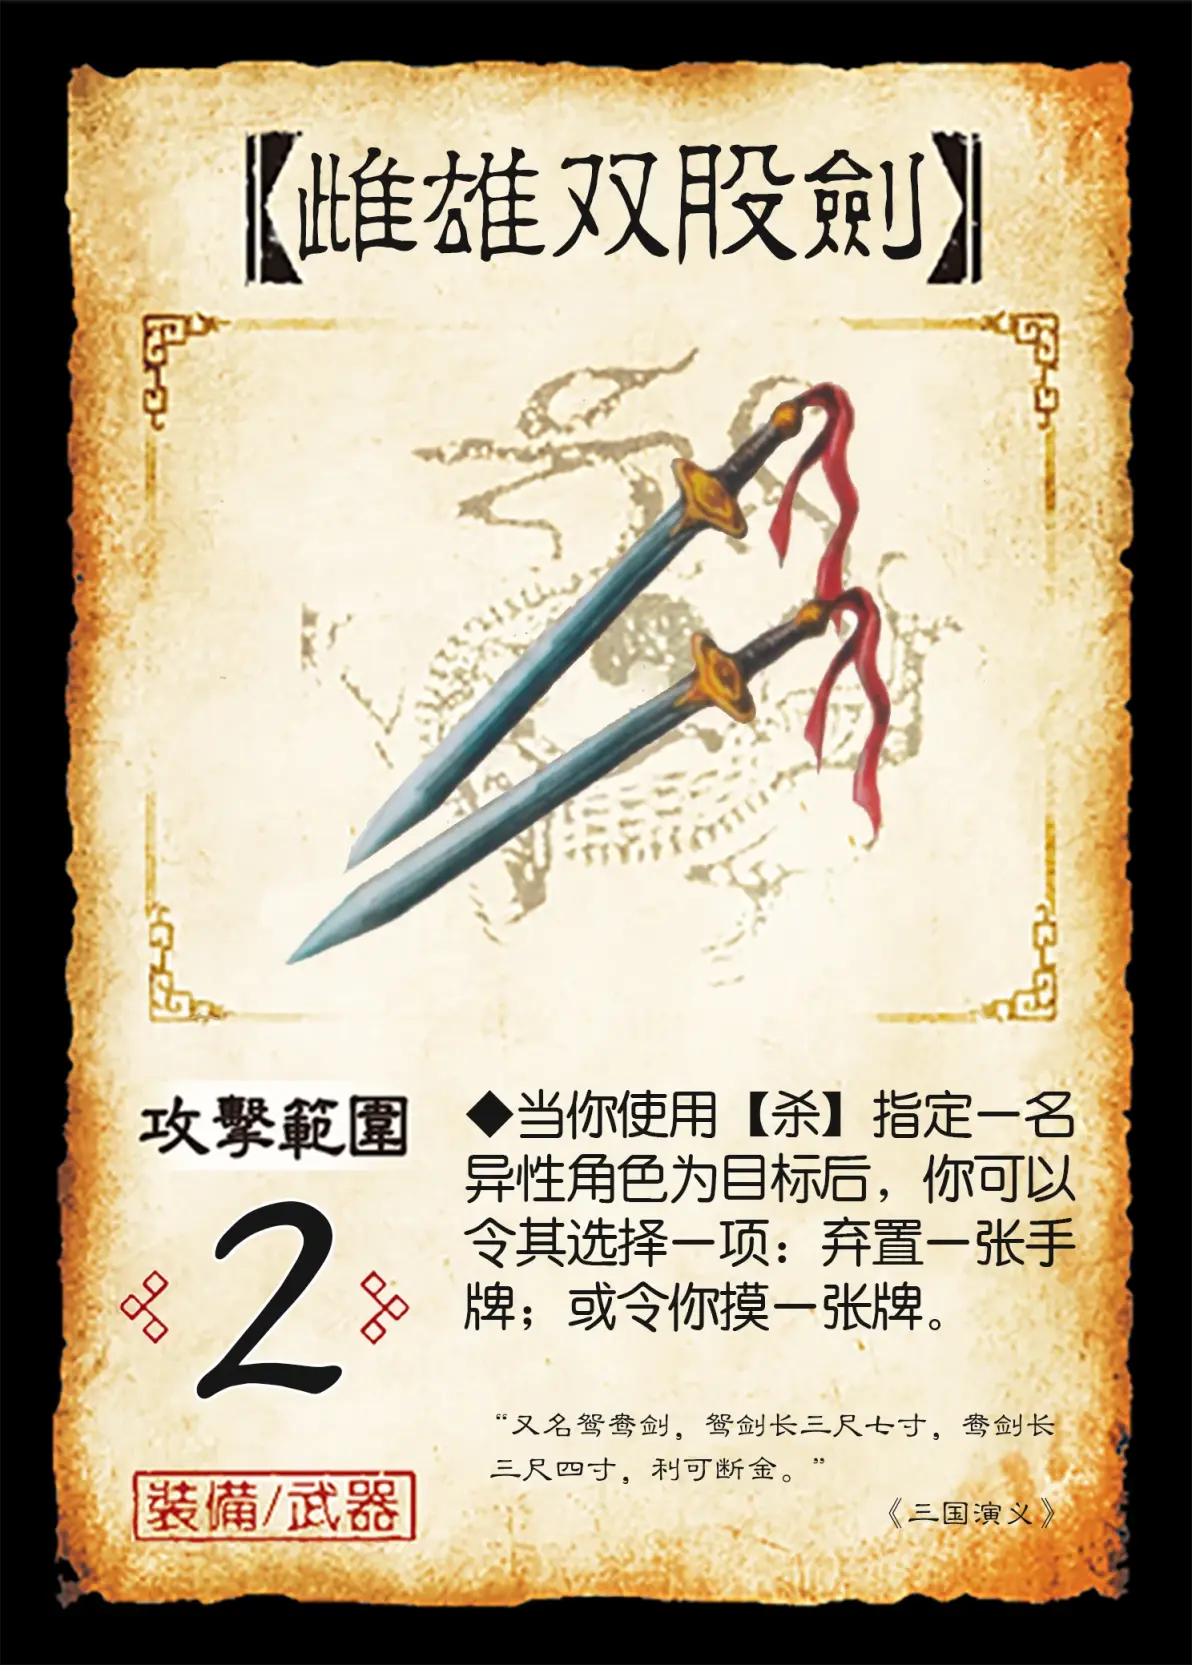 【雌雄双股劍】
攻擊範圍
2
裝備/武器
◆当你使用【杀】指定一名
异性角色为目标后，你可以
令其选择一项：弃置一张手
牌；或令你摸一张牌。
“又名鸳鸯剑，鸳剑长三尺七寸，鸯剑长
三尺四寸，利可断金。”
《三国演义》